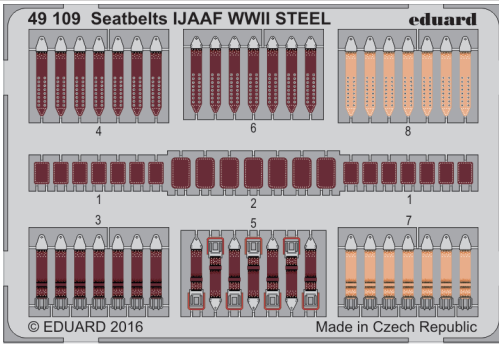 49 109 Seatbelts IJAAF WWII STEEL
eduard
4 6 8
1 2 1
3 5 7
© EDUARD 2016
Made in Czech Republic